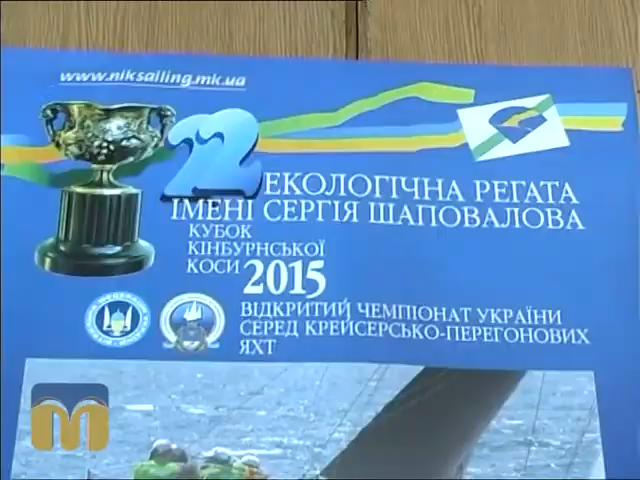 www.niksailing.mk.ua
22
ЕКОЛОГІЧНА РЕГАТА
ІМЕНІ СЕРГІЯ ШАПОВАЛОВА
КУБОК
КІНБУРНСЬКОЇ
КОСИ 2015
ВІДКРИТИЙ ЧЕМПІОНАТ УКРАЇНИ
СЕРЕД КРЕЙСЕРСЬКО-ПЕРЕГОНОВИХ
ЯХТ